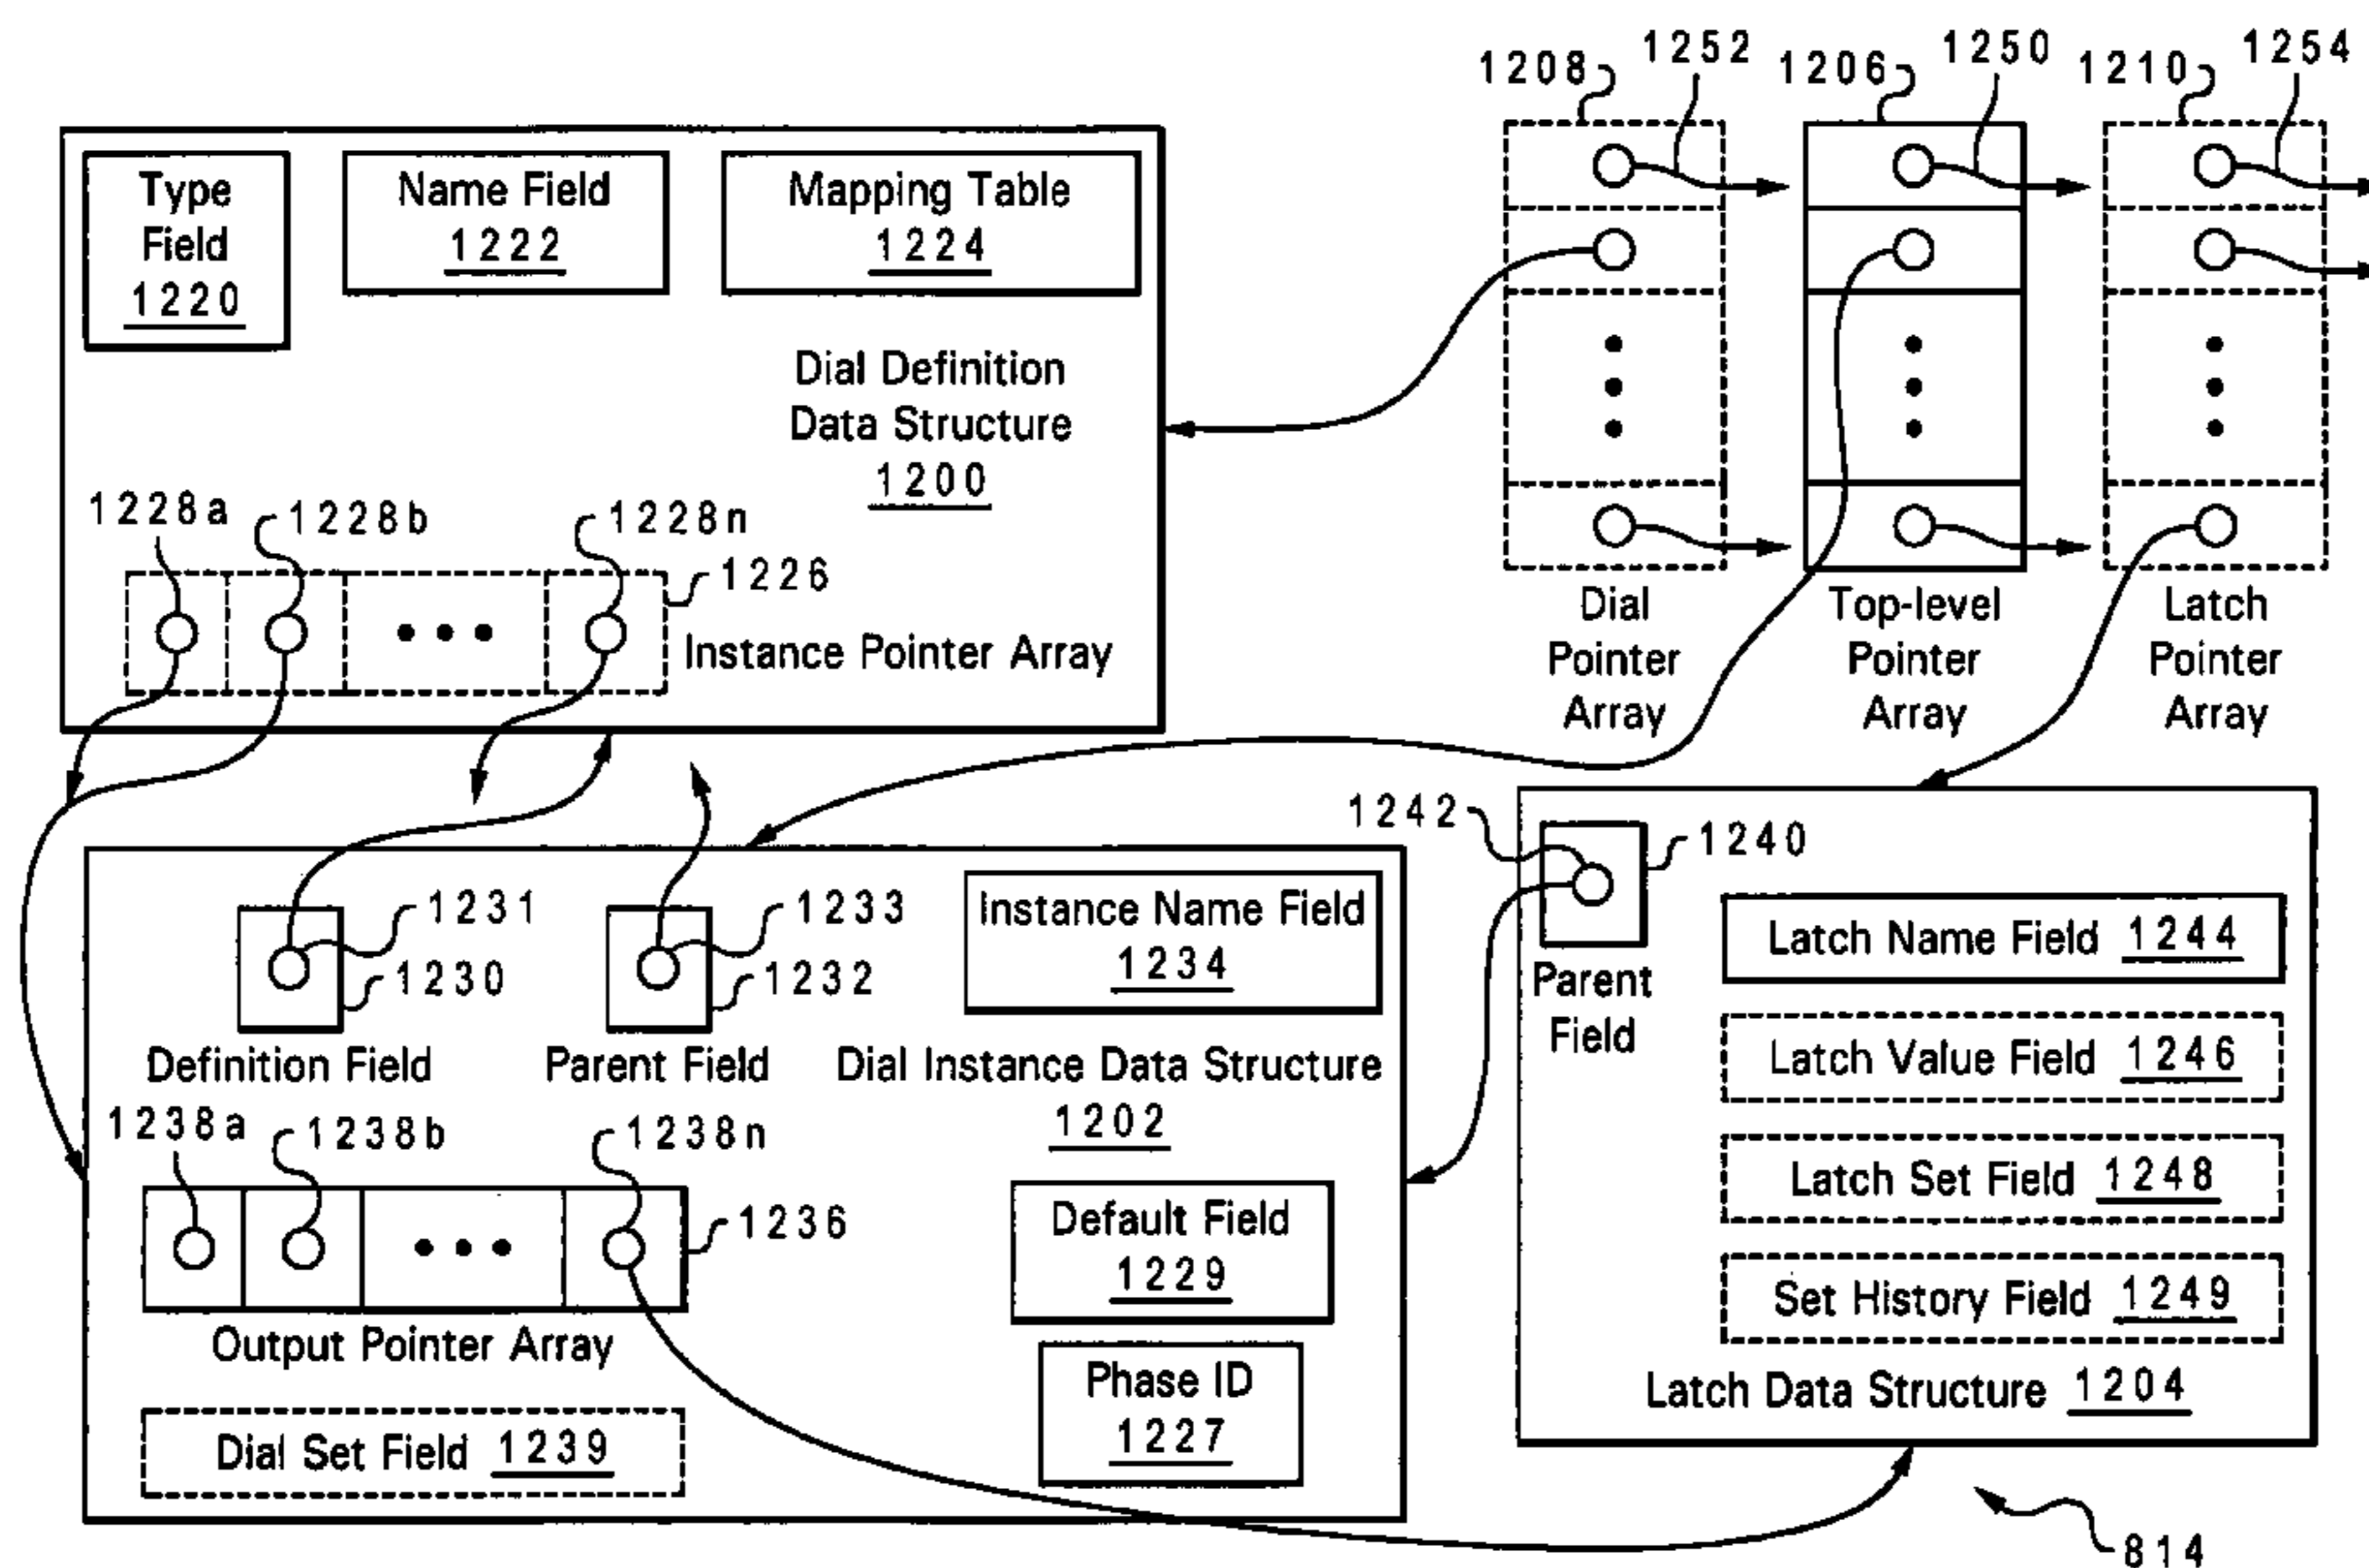 1208
1252
1206
1250
1210
1254
Type
Field
1220
Name Field
1222
Mapping Table
1224
Dial Definition
Data Structure
1200
1228a
1228b
1228n
1226
Instance Pointer Array
Dial
Pointer
Array
Top-level
Pointer
Array
Latch
Pointer
Array
1231
1230
Definition Field
1233
1232
Parent Field
Instance Name Field
1234
Dial Instance Data Structure
1202
1238a
1238b
1238n
1236
Output Pointer Array
Default Field
1229
Phase ID
1227
Dial Set Field 1239
1242
1240
Parent
Field
Latch Name Field 1244
Latch Value Field 1246
Latch Set Field 1248
Set History Field 1249
Latch Data Structure 1204
814